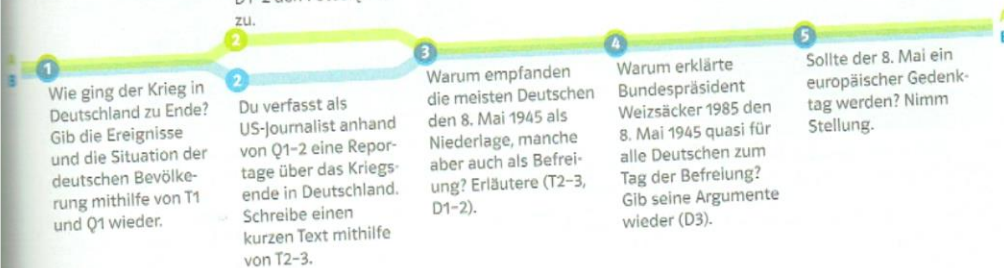 zu.
2
1
Wie ging der Krieg in
Deutschland zu Ende?
Gib die Ereignisse
und die Situation der
deutschen Bevölke-
rung mithilfe von T1
und Q1 wieder.
2
Du verfasst als
US-Journalist anhand
von Q1–2 eine Repor-
tage über das Kriegs-
ende in Deutschland.
Schreibe einen
kurzen Text mithilfe
von T2–3.
3
Warum empfanden
die meisten Deutschen
den 8. Mai 1945 als
Niederlage, manche
aber auch als Befrei-
ung? Erläutere (T2–3,
D1–2).
4
Warum erklärte
Bundespräsident
Weizsäcker 1985 den
8. Mai 1945 quasi für
alle Deutschen zum
Tag der Befreiung?
Gib seine Argumente
wieder (D3).
5
Sollte der 8. Mai ein
europäischer Gedenk-
tag werden? Nimm
Stellung.